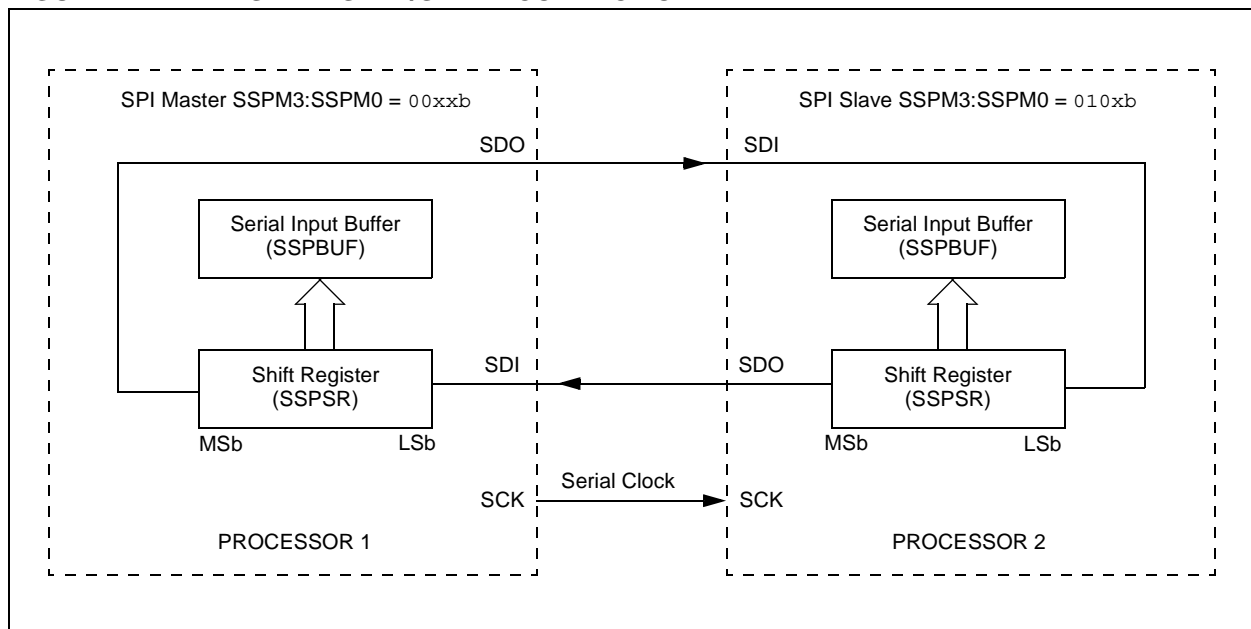 SPI Master SSPM3:SSPM0 = 00xxb
SPI Slave SSPM3:SSPM0 = 010xb
SDO
SDI
Serial Input Buffer
(SSPBUF)
Serial Input Buffer
(SSPBUF)
SDI
SDO
Shift Register
(SSPSR)
Shift Register
(SSPSR)
MSb
LSb
MSb
LSb
Serial Clock
SCK
SCK
PROCESSOR 1
PROCESSOR 2